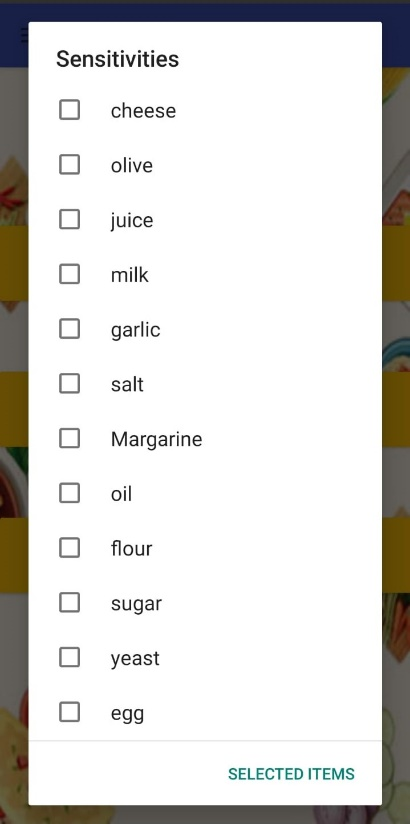 Sensitivities
cheese
olive
juice
milk
garlic
salt
Margarine
oil
flour
sugar
yeast
egg
SELECTED ITEMS